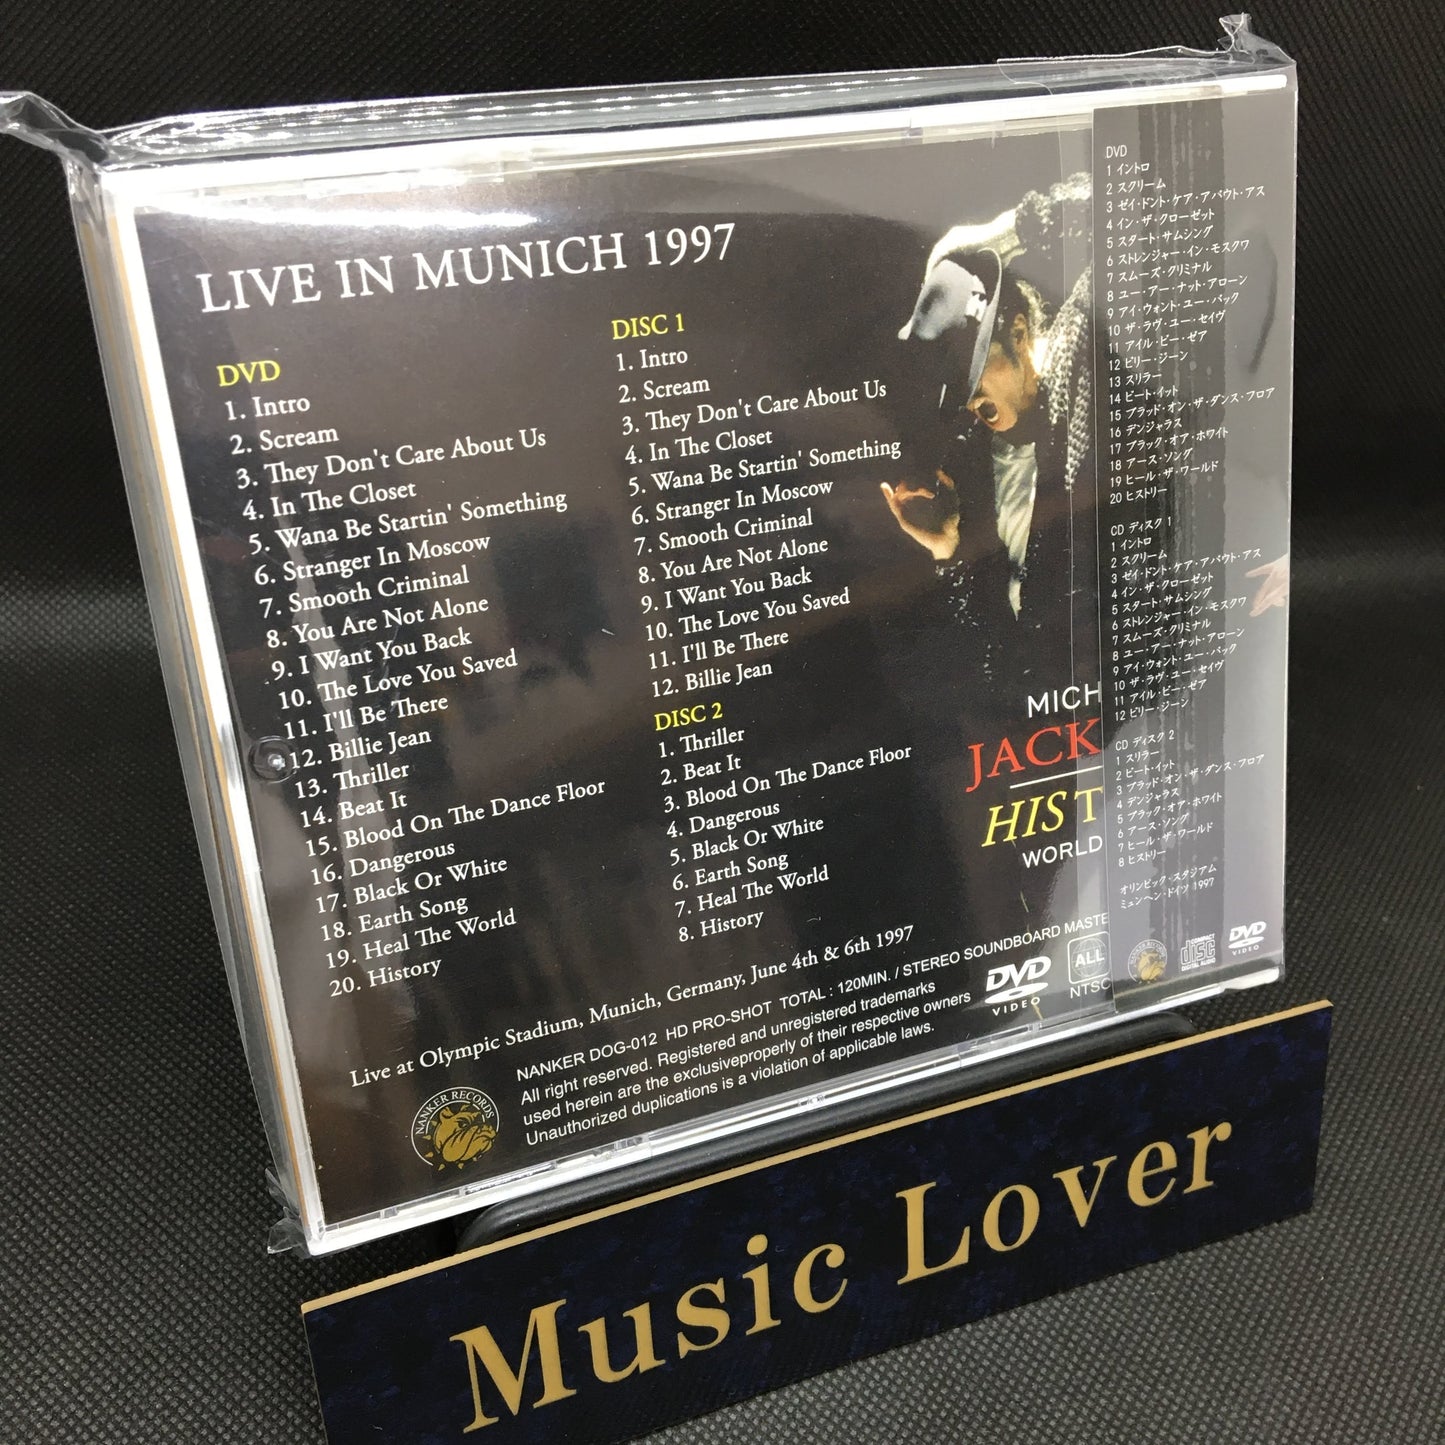 LIVE IN MUNICH 1997
DVD
1. Intro
2. Scream
3. They Don't Care About Us
4. In The Closet
5. Wana Be Startin' Something
6. Stranger In Moscow
7. Smooth Criminal
8. You Are Not Alone
9. I Want You Back
10. The Love You Saved
11. I'll Be There
12. Billie Jean
13. Thriller
14. Beat It
15. Blood On The Dance Floor
16. Dangerous
17. Black Or White
18. Earth Song
19. Heal The World
20. History
DISC 1
1. Intro
2. Scream
3. They Don't Care About Us
4. In The Closet
5. Wana Be Startin' Something
6. Stranger In Moscow
7. Smooth Criminal
8. You Are Not Alone
9. I Want You Back
10. The Love You Saved
11. I'll Be There
12. Billie Jean
DISC 2
1. Thriller
2. Beat It
3. Blood On The Dance Floor
4. Dangerous
5. Black Or White
6. Earth Song
7. Heal The World
8. History
MICH
JACK
HIST
WORLD
Live at Olympic Stadium, Munich, Germany, June 4th & 6th 1997
NANKER DOG-012 HD PRO-SHOT TOTAL : 120MIN. / STEREO SOUNDBOARD MASTE
All right reserved. Registered and unregistered trademarks
used herein are the exclusiveproperly of their respective owners
Unauthorized duplications is a violation of applicable laws.
NANKER RECORDS
DVD
VIDEO
ALL
NTSC
DVD
1 イントロ
2 スクリーム
3 ゼイ・ドント・ケア・アバウト・アス
4 イン・ザ・クローゼット
5 スタート・サムシング
6 ストレンジャー・イン・モスクワ
7 スムーズ・クリミナル
8 ユー・アー・ナット・アローン
9 アイ・ウォント・ユー・バック
10 ザ・ラヴ・ユー・セイヴ
11 アイル・ビー・ゼア
12 ビリー・ジーン
13 スリラー
14 ビート・イット
15 ブラッド・オン・ザ・ダンス・フロア
16 デンジャラス
17 ブラック・オア・ホワイト
18 アース・ソング
19 ヒール・ザ・ワールド
20 ヒストリー
CD ディスク 1
1 イントロ
2 スクリーム
3 ゼイ・ドント・ケア・アバウト・アス
4 イン・ザ・クローゼット
5 スタート・サムシング
6 ストレンジャー・イン・モスクワ
7 スムーズ・クリミナル
8 ユー・アー・ナット・アローン
9 アイ・ウォント・ユー・バック
10 ザ・ラヴ・ユー・セイヴ
11 アイル・ビー・ゼア
12 ビリー・ジーン
CD ディスク 2
1 スリラー
2 ビート・イット
3 ブラッド・オン・ザ・ダンス・フロア
4 デンジャラス
5 ブラック・オア・ホワイト
6 アース・ソング
7 ヒール・ザ・ワールド
8 ヒストリー
オリンピック・スタジアム
ミュンヘン・ドイツ 1997
NANKER RECORDS
COMPACT
disc
DIGITAL AUDIO
DVD
VIDEO
Music Lover